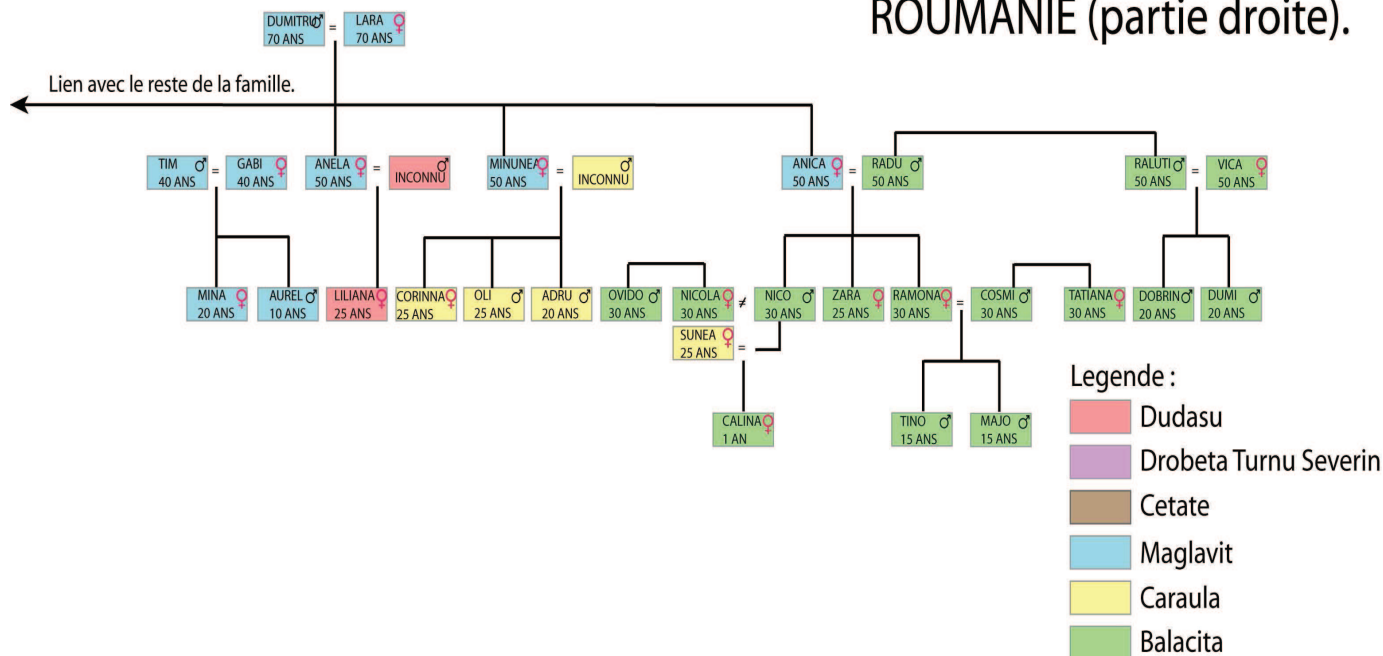 ROUMANIE (partie droite).
DUMITRU ♂ = LARA ♀
70 ANS 70 ANS
Lien avec le reste de la famille.
TIM ♂ = GABI ♀ ANELA ♀ = ♂ MINUNEA ♀ = ♂ ANICA ♀ = RADU ♂ RALUTI ♂ = VICA ♀
40 ANS 40 ANS 50 ANS INCONNU 50 ANS INCONNU 50 ANS 50 ANS 50 ANS 50 ANS
MINA ♀ AUREL ♂ LILIANA ♀ CORINNA ♀ OLI ♂ ADRU ♂ OVIDO ♂ NICOLA ♀ ≠ NICO ♂ ZARA ♀ RAMONA ♀ = COSMI ♂ TATIANA ♀ DOBRIN ♂ DUMI ♂
20 ANS 10 ANS 25 ANS 25 ANS 25 ANS 20 ANS 30 ANS 30 ANS 30 ANS 25 ANS 30 ANS 30 ANS 30 ANS 20 ANS 20 ANS
SUNEA ♀ =
25 ANS
CALINA ♀ TINO ♂ MAJO ♂
1 AN 15 ANS 15 ANS
Legende :
Dudasu
Drobeta Turnu Severin
Cetate
Maglavit
Caraula
Balacita